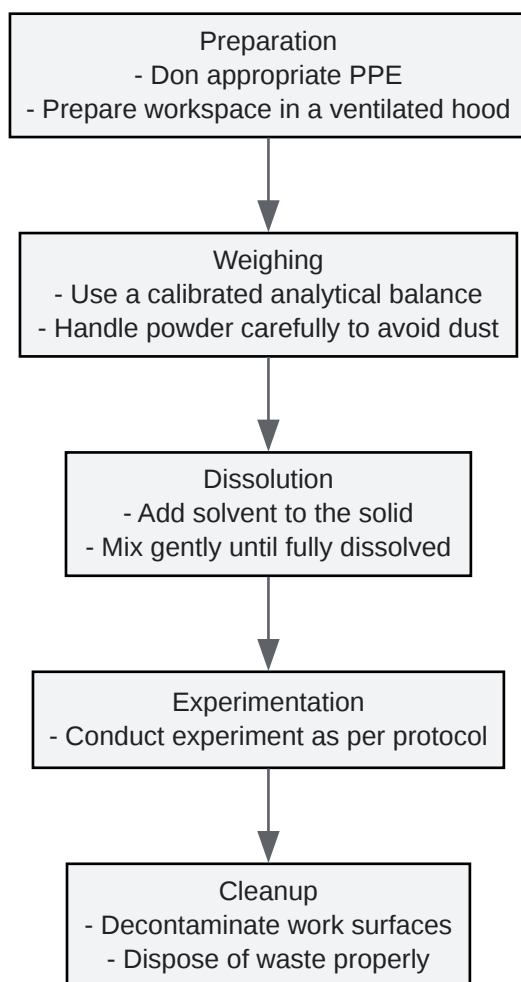 Preparation
- Don appropriate PPE
- Prepare workspace in a ventilated hood
Weighing
- Use a calibrated analytical balance
- Handle powder carefully to avoid dust
Dissolution
- Add solvent to the solid
- Mix gently until fully dissolved
Experimentation
- Conduct experiment as per protocol
Cleanup
- Decontaminate work surfaces
- Dispose of waste properly